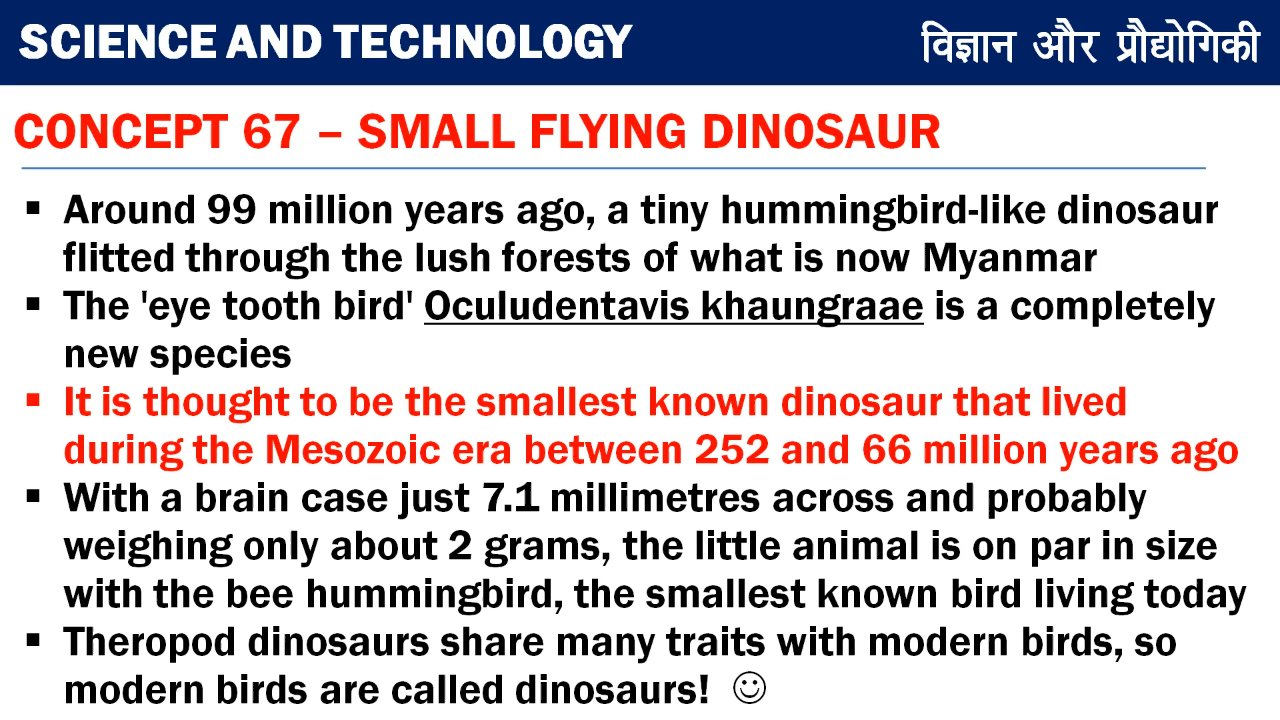 SCIENCE AND TECHNOLOGY
विज्ञान और प्रौद्योगिकी
CONCEPT 67 – SMALL FLYING DINOSAUR
▪ Around 99 million years ago, a tiny hummingbird-like dinosaur
flitted through the lush forests of what is now Myanmar
▪ The 'eye tooth bird' Oculudentavis khaungraae is a completely
new species
▪ It is thought to be the smallest known dinosaur that lived
during the Mesozoic era between 252 and 66 million years ago
▪ With a brain case just 7.1 millimetres across and probably
weighing only about 2 grams, the little animal is on par in size
with the bee hummingbird, the smallest known bird living today
▪ Theropod dinosaurs share many traits with modern birds, so
modern birds are called dinosaurs! ☺